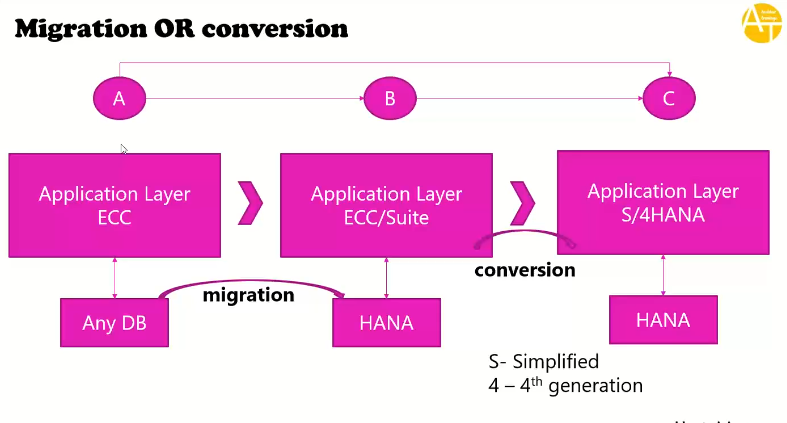 Migration OR conversion
A
B
C
Application Layer
ECC
Application Layer
ECC/Suite
Application Layer
S/4HANA
migration
conversion
Any DB
HANA
HANA
S- Simplified
4 – 4th generation